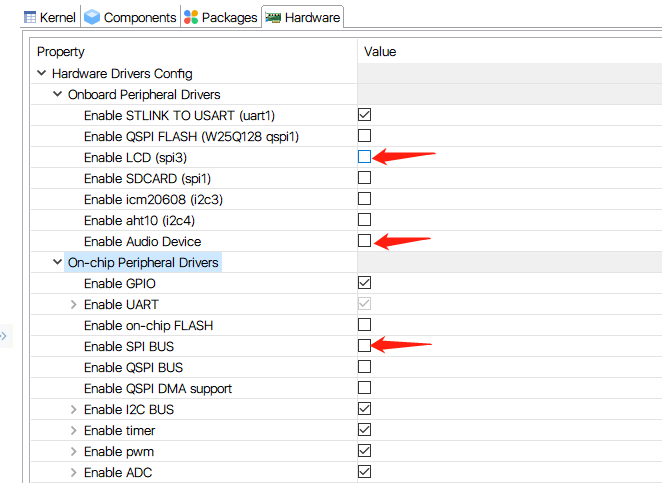 Kernel Components Packages Hardware
Property Value
Hardware Drivers Config
Onboard Peripheral Drivers
Enable STLINK TO USART (uart1)
Enable QSPI FLASH (W25Q128 qspi1)
Enable LCD (spi3)
Enable SDCARD (spi1)
Enable icm20608 (i2c3)
Enable aht10 (i2c4)
Enable Audio Device
On-chip Peripheral Drivers
Enable GPIO
Enable UART
Enable on-chip FLASH
Enable SPI BUS
Enable QSPI BUS
Enable QSPI DMA support
Enable I2C BUS
Enable timer
Enable pwm
Enable ADC